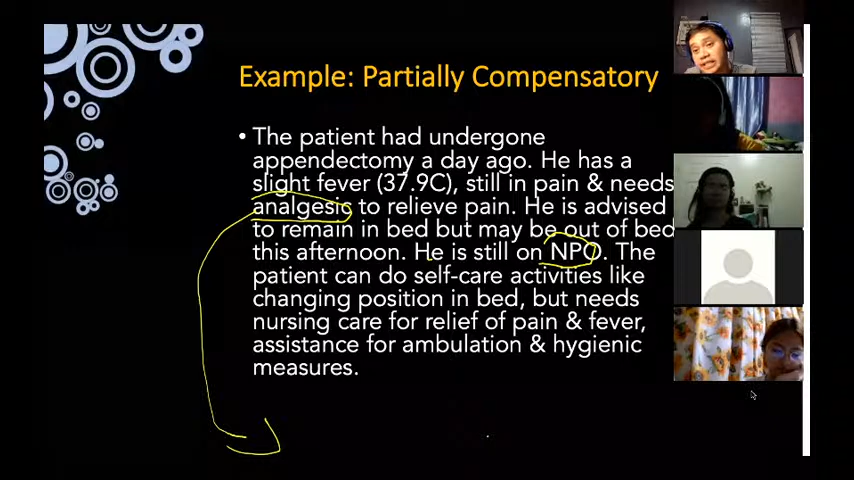 Example: Partially Compensatory
• The patient had undergone
appendectomy a day ago. He has a
slight fever (37.9C), still in pain & needs
analgesic to relieve pain. He is advised
to remain in bed but may be out of bed
this afternoon. He is still on NPO. The
patient can do self-care activities like
changing position in bed, but needs
nursing care for relief of pain & fever,
assistance for ambulation & hygienic
measures.